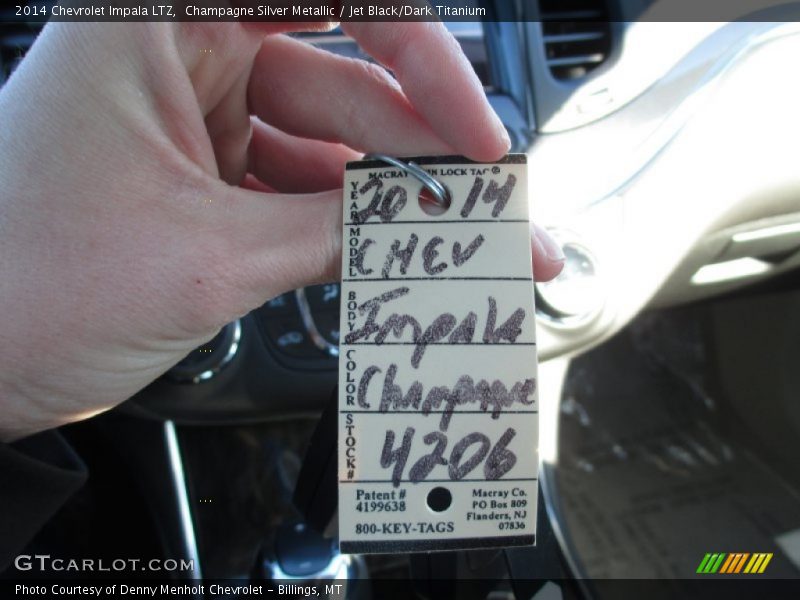 2014 Chevrolet Impala LTZ, Champagne Silver Metallic / Jet Black/Dark Titanium
MACRAY LOCK TAG®
YEAR 20 14
MODEL CHEV
BODY Impala
COLOR Champagne
STOCK# 4206
Patent #
4199638
800-KEY-TAGS
Macray Co.
PO Box 809
Flanders, NJ
07836
GTCARLOT.COM
Photo Courtesy of Denny Menholt Chevrolet – Billings, MT